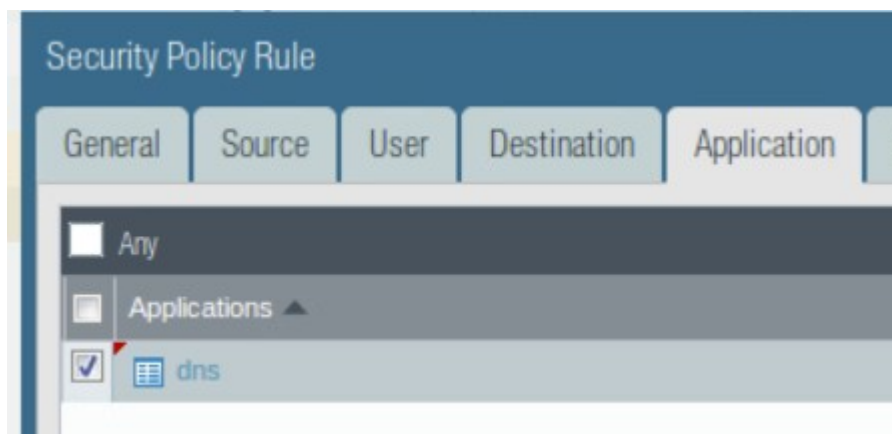 Security Policy Rule
General Source User Destination Application
Any
Applications
dns